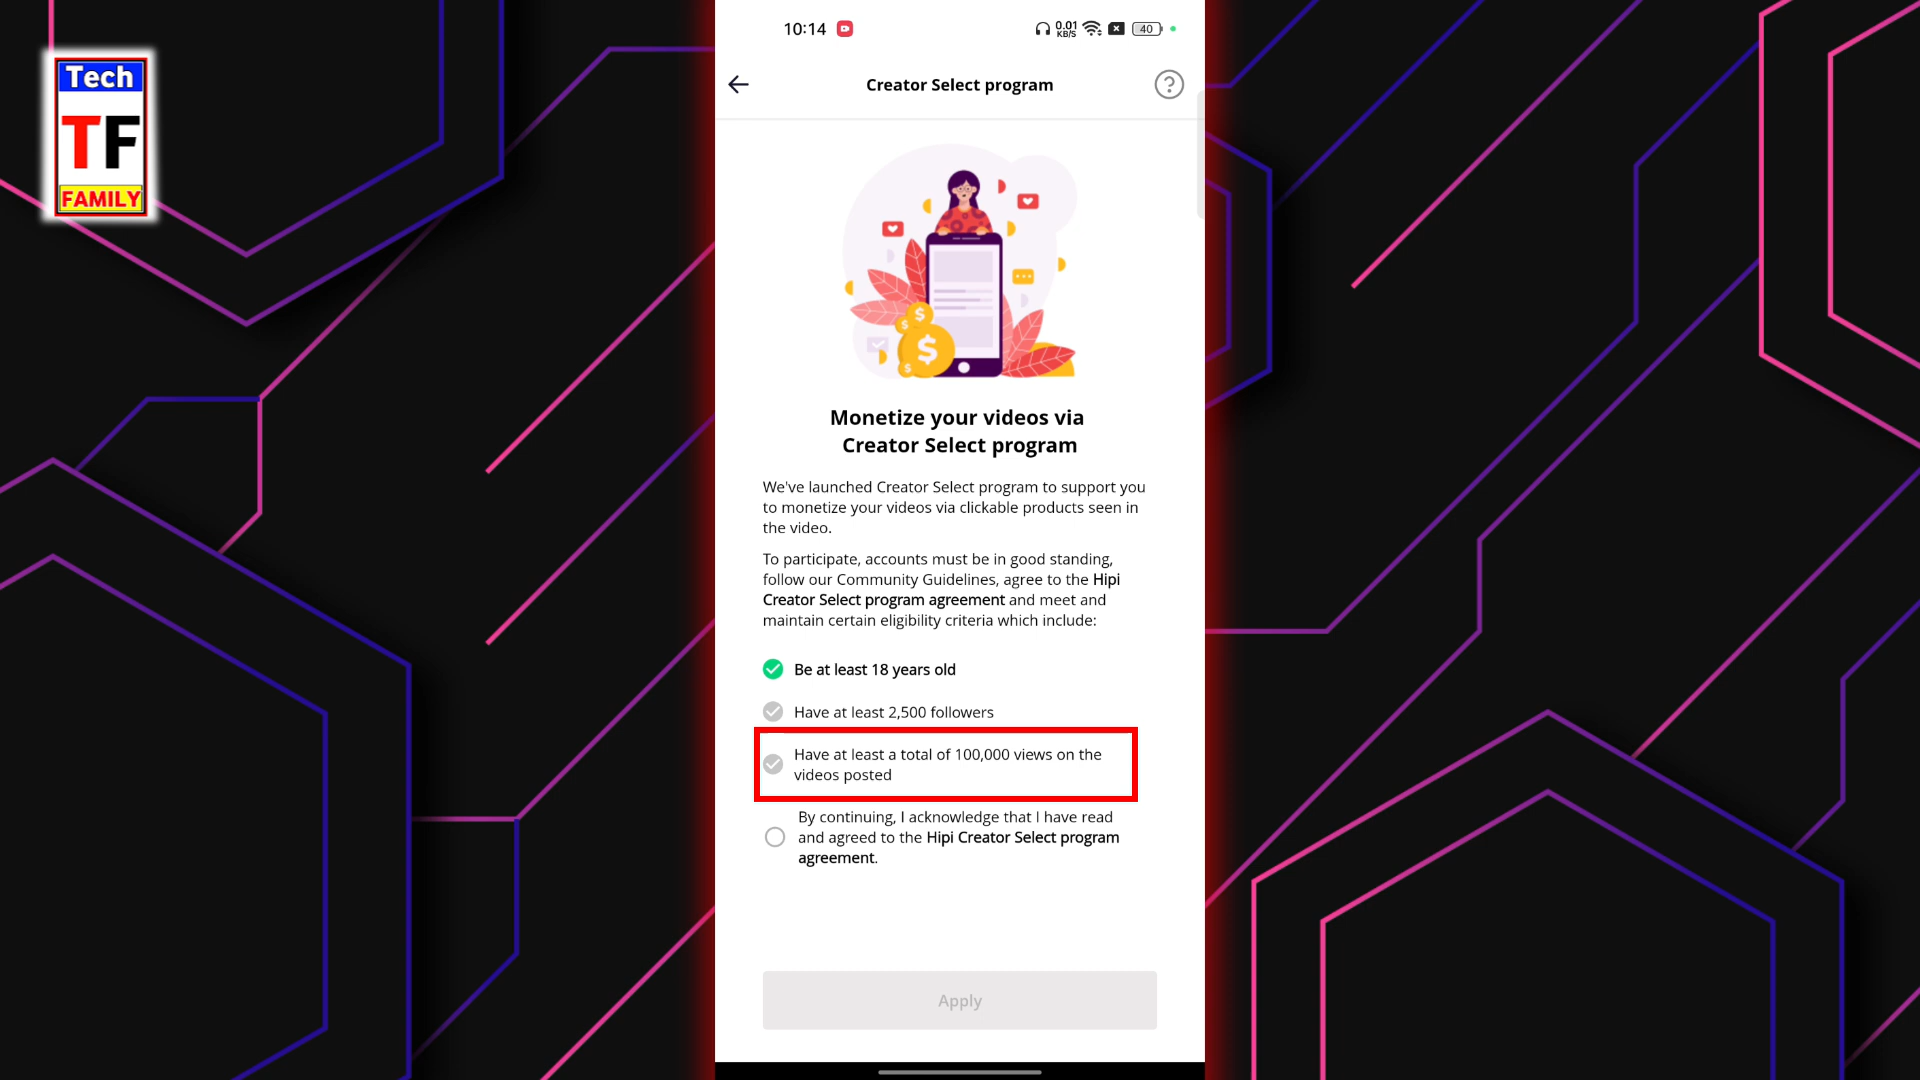 Tech
TF
FAMILY
10:14
0.01
KB/S
40
Creator Select program
?
$
$
$
$
Monetize your videos via
Creator Select program
We've launched Creator Select program to support you
to monetize your videos via clickable products seen in
the video.
To participate, accounts must be in good standing,
follow our Community Guidelines, agree to the Hipi
Creator Select program agreement and meet and
maintain certain eligibility criteria which include:
Be at least 18 years old
Have at least 2,500 followers
Have at least a total of 100,000 views on the
videos posted
By continuing, I acknowledge that I have read
and agreed to the Hipi Creator Select program
agreement.
Apply